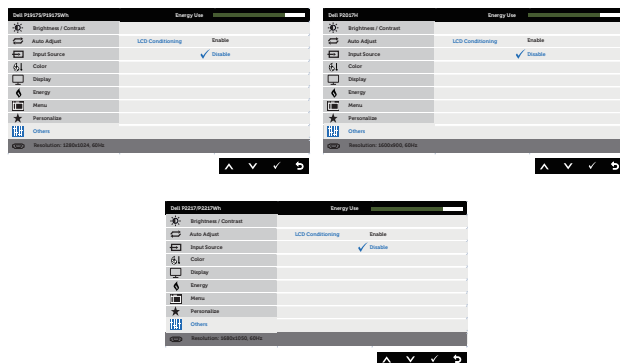 Dell P1917S/P1917SWh Energy Use
Brightness / Contrast
Auto Adjust LCD Conditioning Enable
Input Source Disable
Color
Display
Energy
Menu
Personalize
Others
Resolution: 1280x1024, 60Hz
Dell P2017H Energy Use
Brightness / Contrast
Auto Adjust LCD Conditioning Enable
Input Source Disable
Color
Display
Energy
Menu
Personalize
Others
Resolution: 1600x900, 60Hz
Dell P2217/P2217Wh Energy Use
Brightness / Contrast
Auto Adjust LCD Conditioning Enable
Input Source Disable
Color
Display
Energy
Menu
Personalize
Others
Resolution: 1680x1050, 60Hz